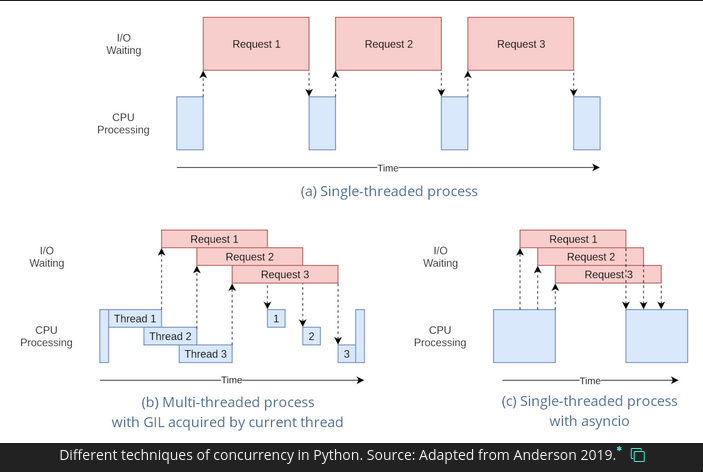 I/O
Waiting
Request 1
Request 2
Request 3
CPU
Processing
Time
(a) Single-threaded process
I/O
Waiting
Request 1
Request 2
Request 3
CPU
Processing
Thread 1
Thread 2
Thread 3
1
2
3
Time
(b) Multi-threaded process
with GIL acquired by current thread
I/O
Waiting
Request 1
Request 2
Request 3
CPU
Processing
Time
(c) Single-threaded process
with asyncio
Different techniques of concurrency in Python. Source: Adapted from Anderson 2019.*